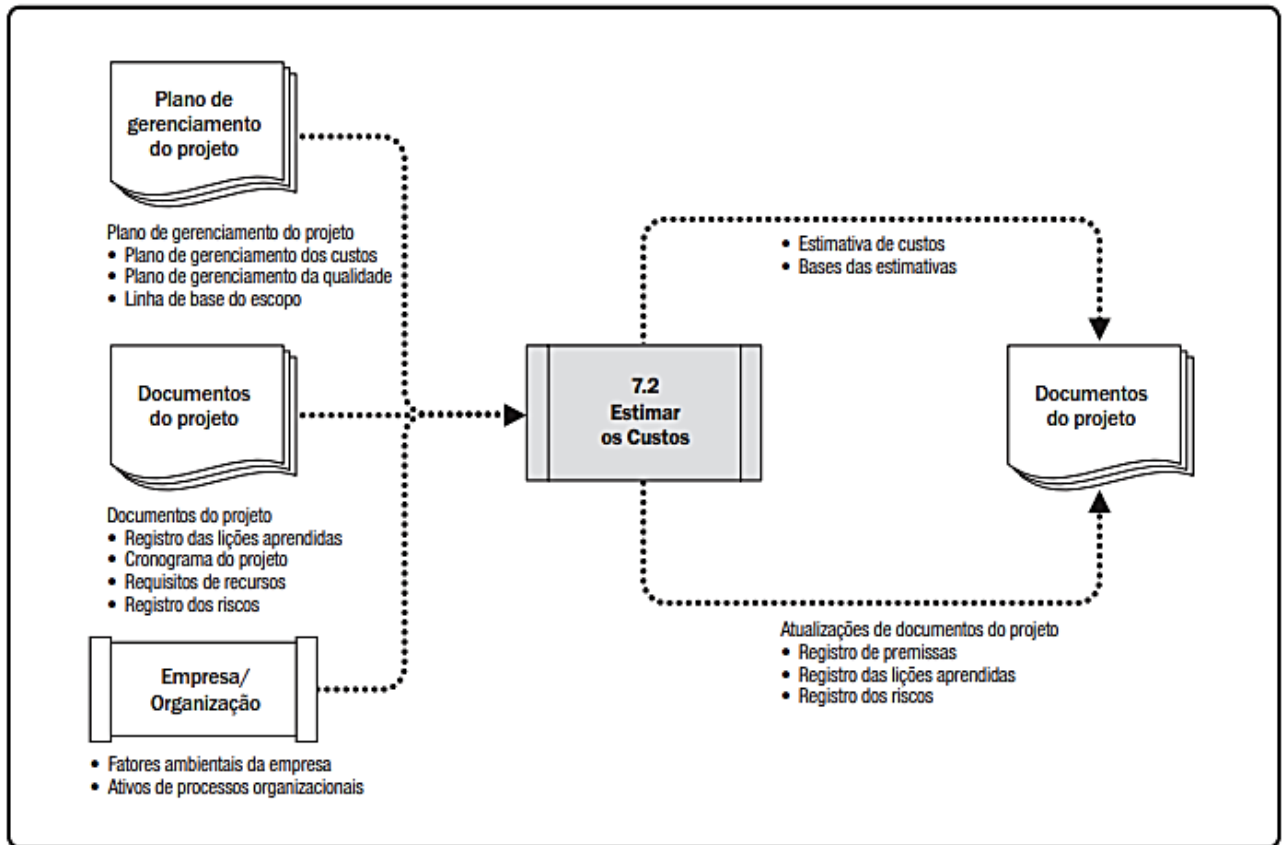 Plano de
gerenciamento
do projeto
Plano de gerenciamento do projeto
• Plano de gerenciamento dos custos
• Plano de gerenciamento da qualidade
• Linha de base do escopo
Documentos
do projeto
Documentos do projeto
• Registro das lições aprendidas
• Cronograma do projeto
• Requisitos de recursos
• Registro dos riscos
Empresa/
Organização
• Fatores ambientais da empresa
• Ativos de processos organizacionais
7.2
Estimar
os Custos
• Estimativa de custos
• Bases das estimativas
Documentos
do projeto
Atualizações de documentos do projeto
• Registro de premissas
• Registro das lições aprendidas
• Registro dos riscos